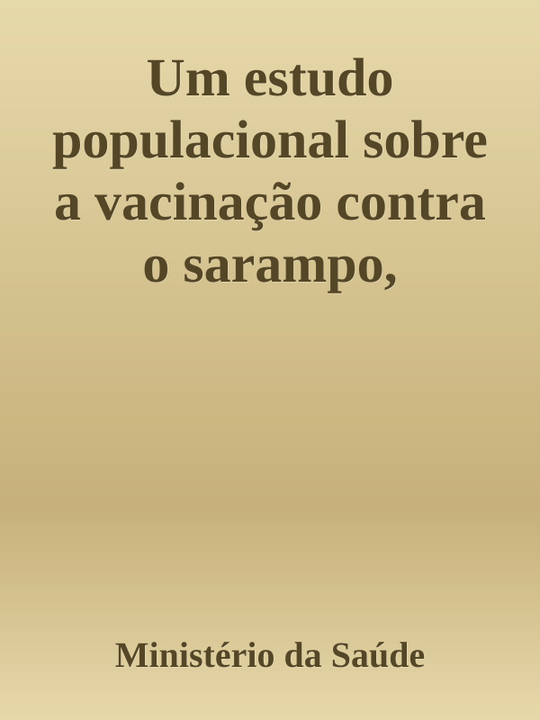 Um estudo
populacional sobre
a vacinação contra
o sarampo,
Ministério da Saúde